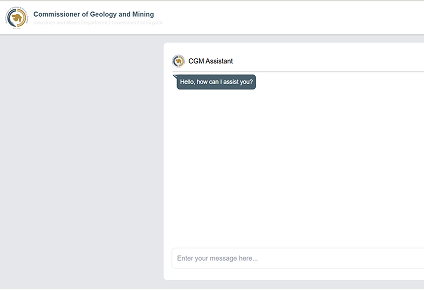 Commissioner of Geology and Mining
CGM Assistant
Hello, how can I assist you?
Enter your message here...